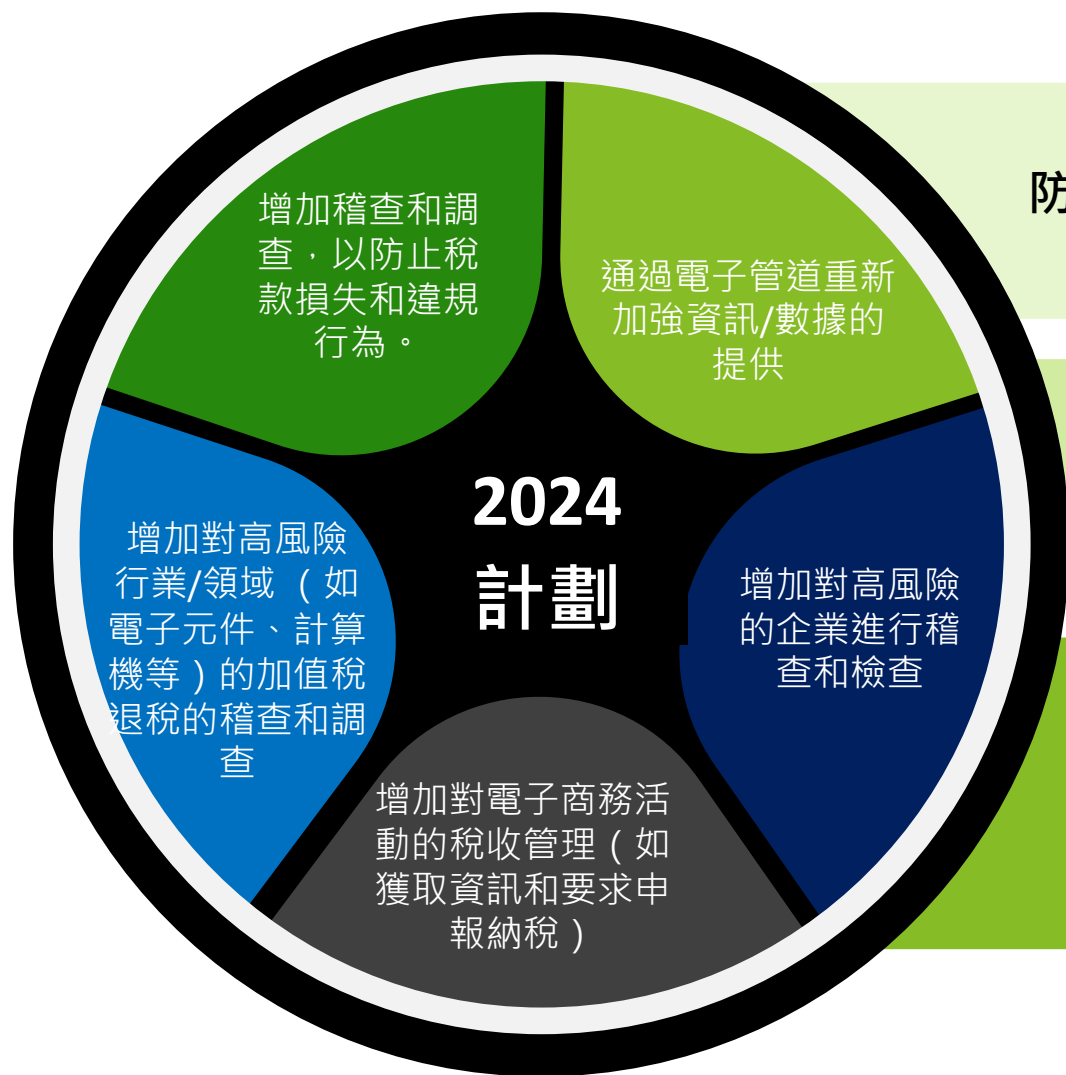 增加稽查和調
查，以防止稅
款損失和違規
行為。
通過電子管道重新
加強資訊/數據的
提供
防
2024
計劃
增加對高風險
行業/領域 （如
電子元件、計算
機等）的加值稅
退稅的稽查和調
查
增加對高風險
的企業進行稽
查和檢查
增加對電子商務活
動的稅收管理（如
獲取資訊和要求申
報納稅）